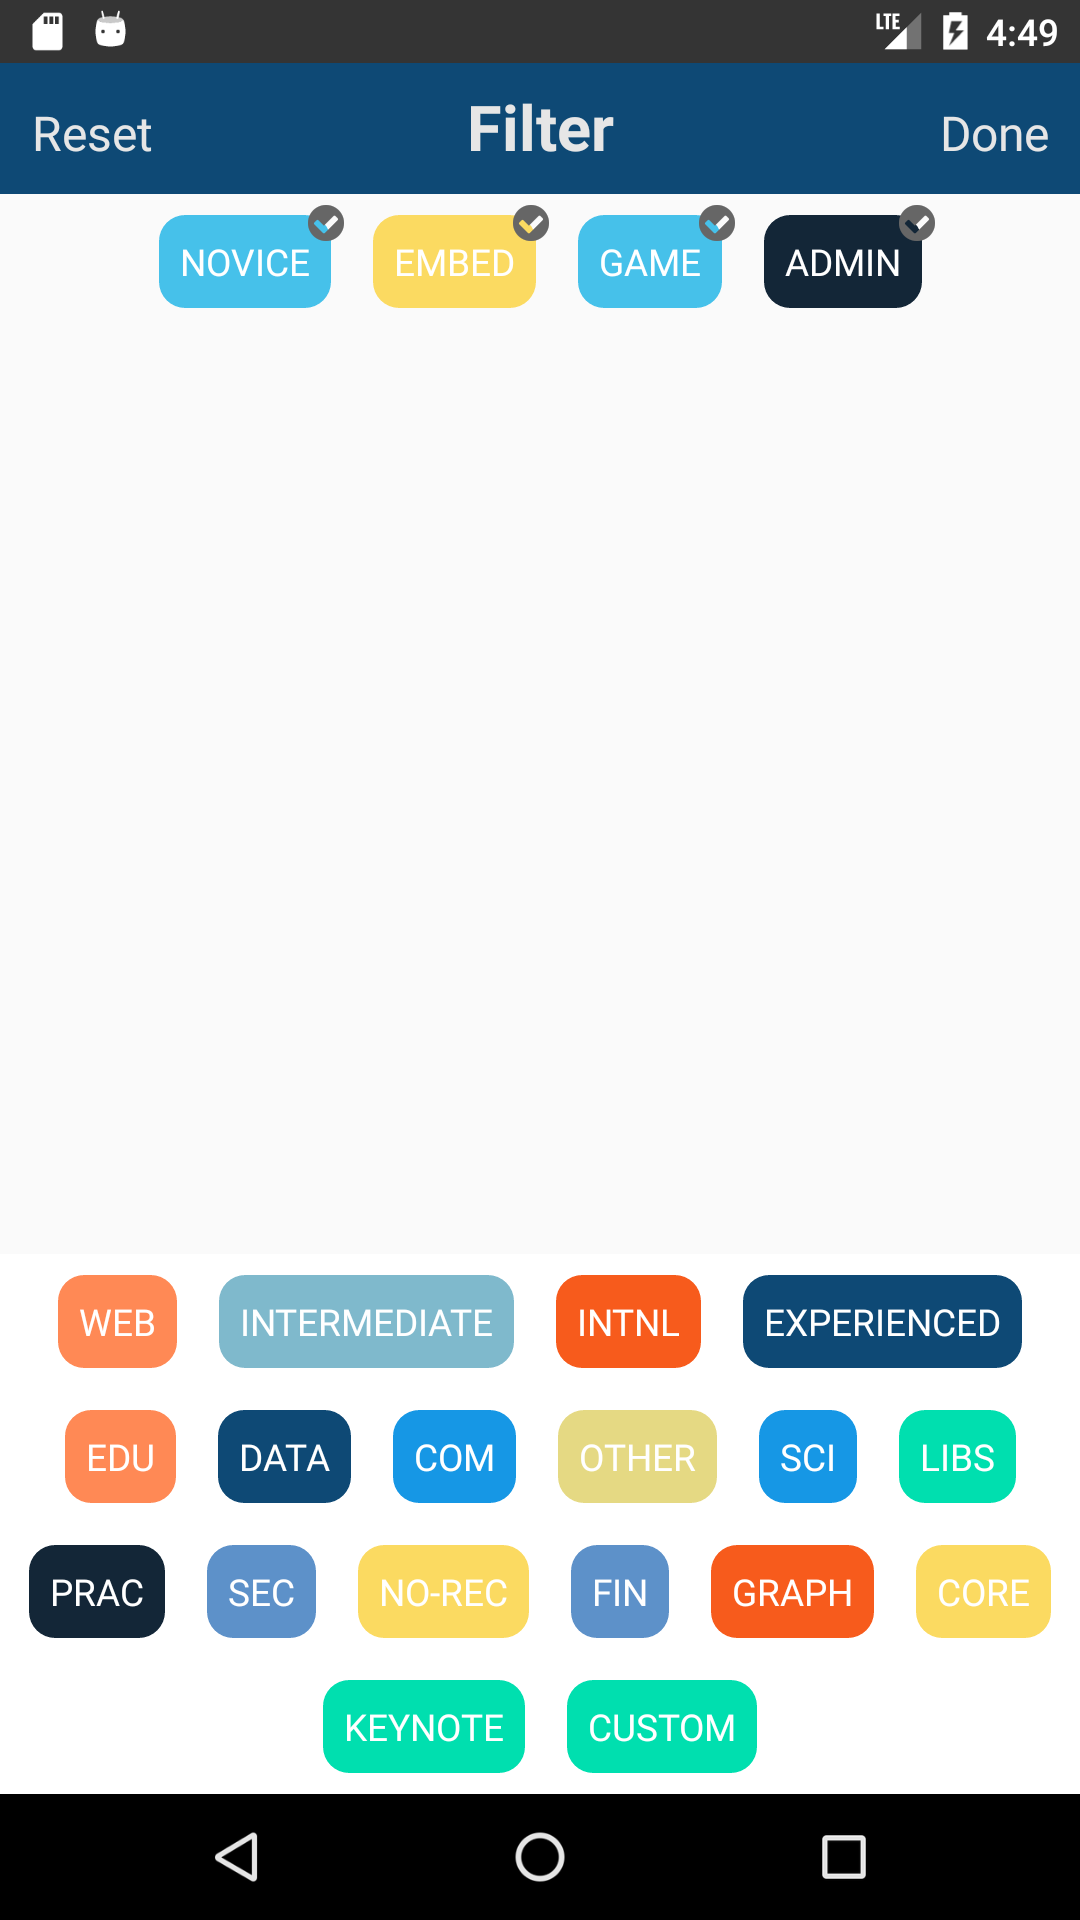 LTE 4:49
Reset Filter Done
NOVICE EMBED GAME ADMIN
WEB INTERMEDIATE INTNL EXPERIENCED
EDU DATA COM OTHER SCI LIBS
PRAC SEC NO-REC FIN GRAPH CORE
KEYNOTE CUSTOM